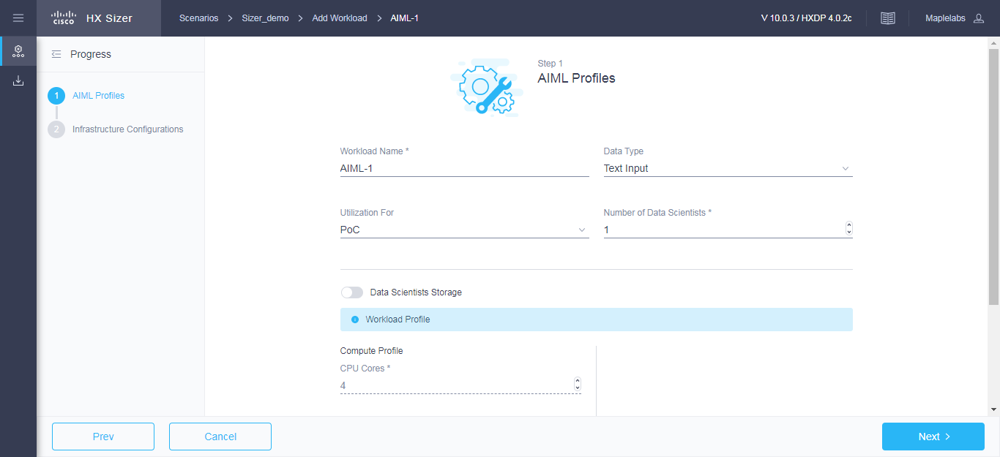 CISCO HX Sizer Scenarios > Sizer_demo > Add Workload > AIML-1 V 10.0.3 / HXDP 4.0.2c Maplelabs
Progress
1 AIML Profiles
2 Infrastructure Configurations
Step 1
AIML Profiles
Workload Name * Data Type
AIML-1 Text Input
Utilization For Number of Data Scientists *
PoC 1
Data Scientists Storage
Workload Profile
Compute Profile
CPU Cores *
4
Prev Cancel Next >